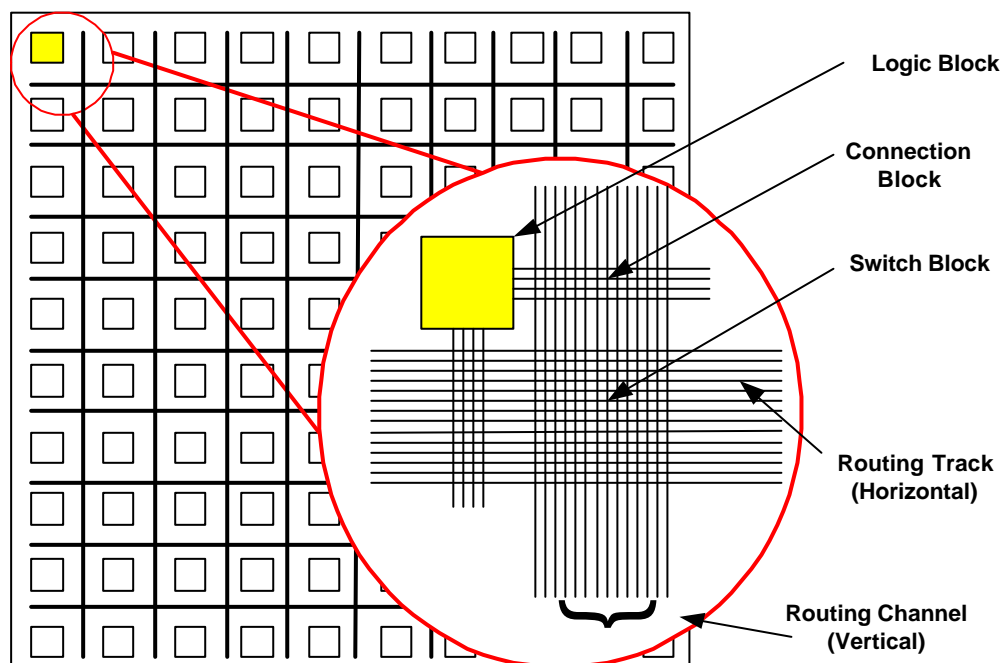 Logic Block
Connection
Block
Switch Block
Routing Track
(Horizontal)
Routing Channel
(Vertical)